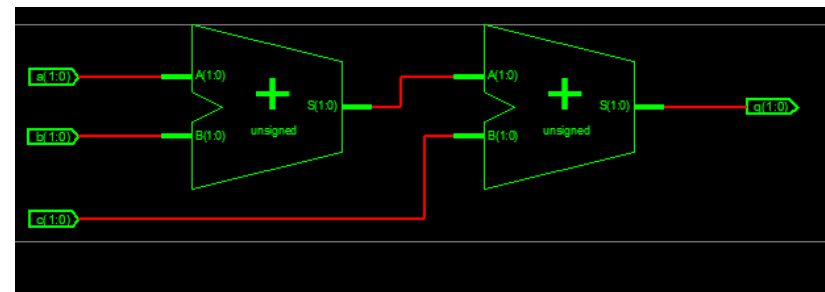 a(1:0)
A(1:0)
+
S(1:0)
b(1:0)
B(1:0)
unsigned
c(1:0)
A(1:0)
+
S(1:0)
B(1:0)
unsigned
q(1:0)